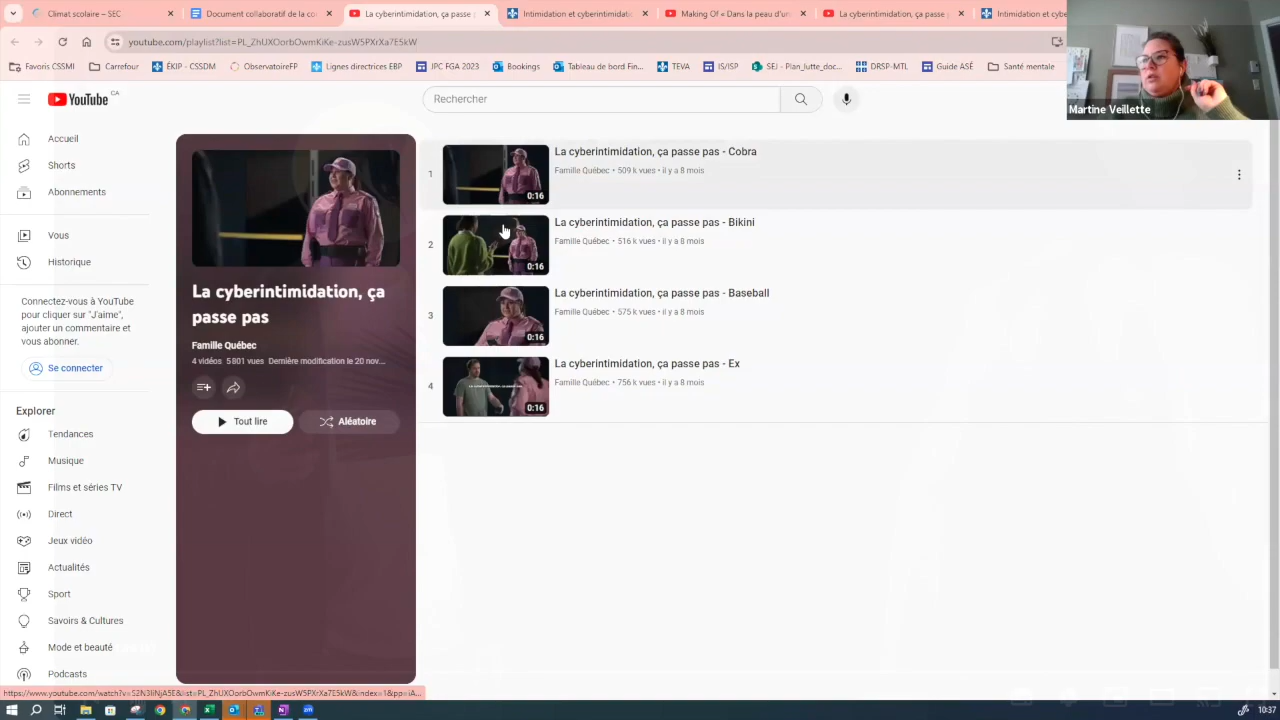 Climat scolaire – SEC
Document collaboratif de la co
La cyberintimidation, ça passe
Intimidation et cyberintimidati
Making Of « Dans la peau d'un
La cyberintimidation, ça passe
Intimidation et cybe
youtube.com/playlist?list=PL_ZhUXOorbOwmKiKe-zusW5PXrXa7E5kW
Favoris CSSMI
Carrefour
ÉKIP - CSSDM
ObservatoireFP
Lignes directrices EBP
JPC FGA 2C3
Bookings
Tableau de bord Fin...
TEVA
IS/ISP
SEJ - Plan_lutte_doc...
DRSP-MTL
Guide ASÉ
Santé mentale
Martine Veillette
YouTube CA
Rechercher
Accueil
Shorts
Abonnements
Vous
Historique
Connectez-vous à YouTube
pour cliquer sur "J'aime",
ajouter un commentaire et
vous abonner.
Se connecter
Explorer
Tendances
Musique
Films et séries TV
Direct
Jeux vidéo
Actualités
Sport
Savoirs & Cultures
Mode et beauté
Podcasts
La cyberintimidation, ça
passe pas
Famille Québec
4 vidéos 5 801 vues Dernière modification le 20 nov...
Tout lire
Aléatoire
1
0:16
La cyberintimidation, ça passe pas - Cobra
Famille Québec • 509 k vues • il y a 8 mois
2
0:16
La cyberintimidation, ça passe pas - Bikini
Famille Québec • 516 k vues • il y a 8 mois
3
0:16
La cyberintimidation, ça passe pas - Baseball
Famille Québec • 575 k vues • il y a 8 mois
4
0:16
La cyberintimidation, ça passe pas - Ex
Famille Québec • 756 k vues • il y a 8 mois
10:37